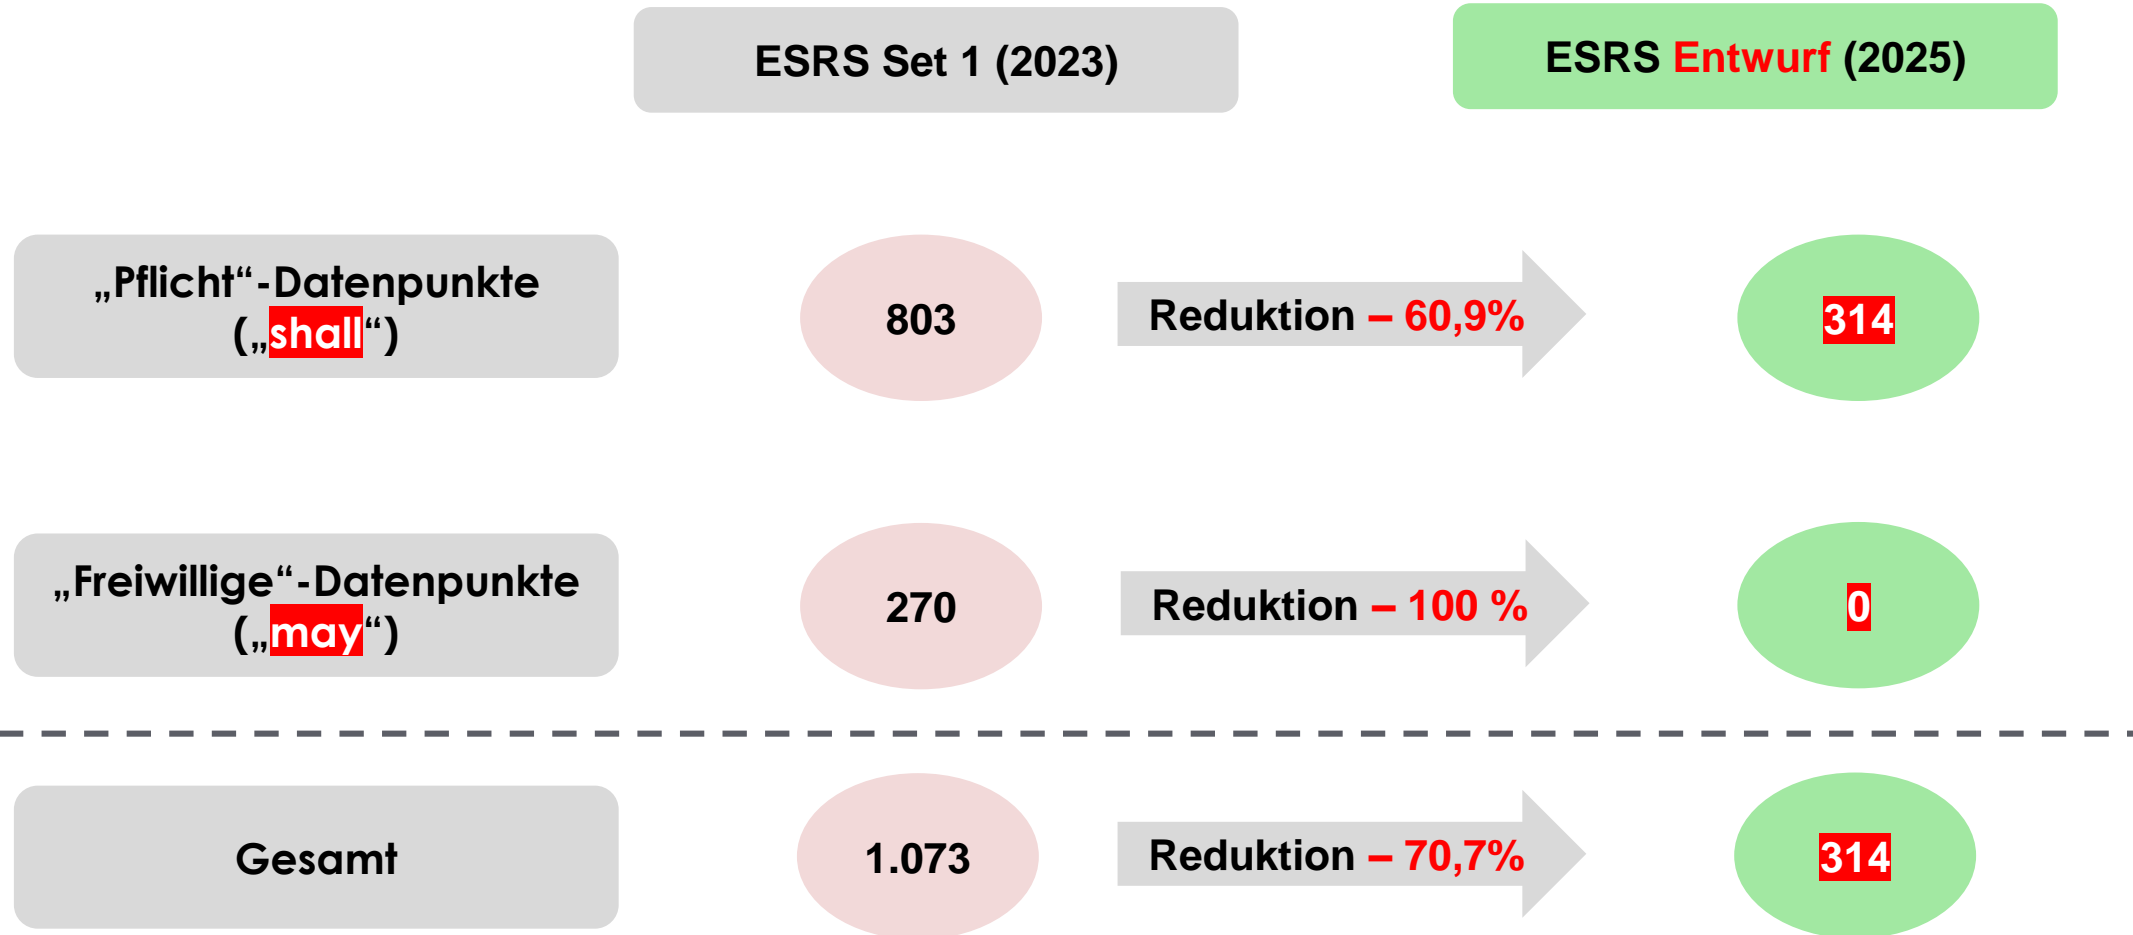 ESRS Set 1 (2023)
ESRS Entwurf (2025)
„Pflicht“-Datenpunkte
(„shall“)
803
Reduktion – 60,9%
314
„Freiwillige“-Datenpunkte
(„may“)
270
Reduktion – 100 %
0
Gesamt
1.073
Reduktion – 70,7%
314